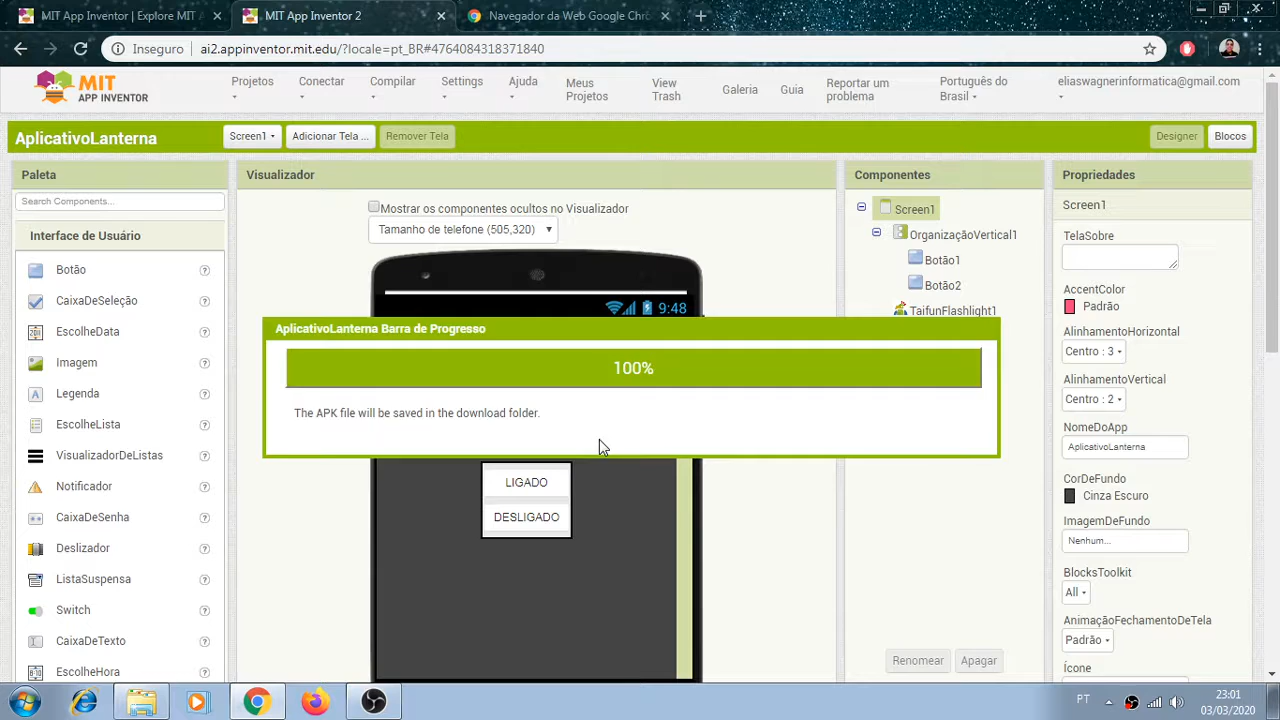 MIT App Inventor | Explore MIT
MIT App Inventor 2
Navegador da Web Google Chro
Inseguro
ai2.appinventor.mit.edu/?locale=pt_BR#4764084318371840
MIT
APP INVENTOR
Projetos
Conectar
Compilar
Settings
Ajuda
Meus Projetos
View Trash
Galeria
Guia
Reportar um problema
Português do Brasil
eliaswagnerinformatica@gmail.com
AplicativoLanterna
Screen1
Adicionar Tela ...
Remover Tela
Designer
Blocos
Paleta
Search Components...
Interface de Usuário
Botão
CaixaDeSeleção
EscolheData
Imagem
Legenda
EscolheLista
VisualizadorDeListas
Notificador
CaixaDeSenha
Deslizador
ListaSuspensa
Switch
CaixaDeTexto
EscolheHora
Visualizador
Mostrar os componentes ocultos no Visualizador
Tamanho de telefone (505,320)
9:48
AplicativoLanterna Barra de Progresso
100%
The APK file will be saved in the download folder.
LIGADO
DESLIGADO
Componentes
Screen1
OrganizaçãoVertical1
Botão1
Botão2
TaifunFlashlight1
Renomear
Apagar
Propriedades
Screen1
TelaSobre
AccentColor
Padrão
AlinhamentoHorizontal
Centro : 3
AlinhamentoVertical
Centro : 2
NomeDoApp
AplicativoLanterna
CorDeFundo
Cinza Escuro
ImagemDeFundo
Nenhum...
BlocksToolkit
All
AnimaçãoFechamentoDeTela
Padrão
Ícone
PT
23:01
03/03/2020